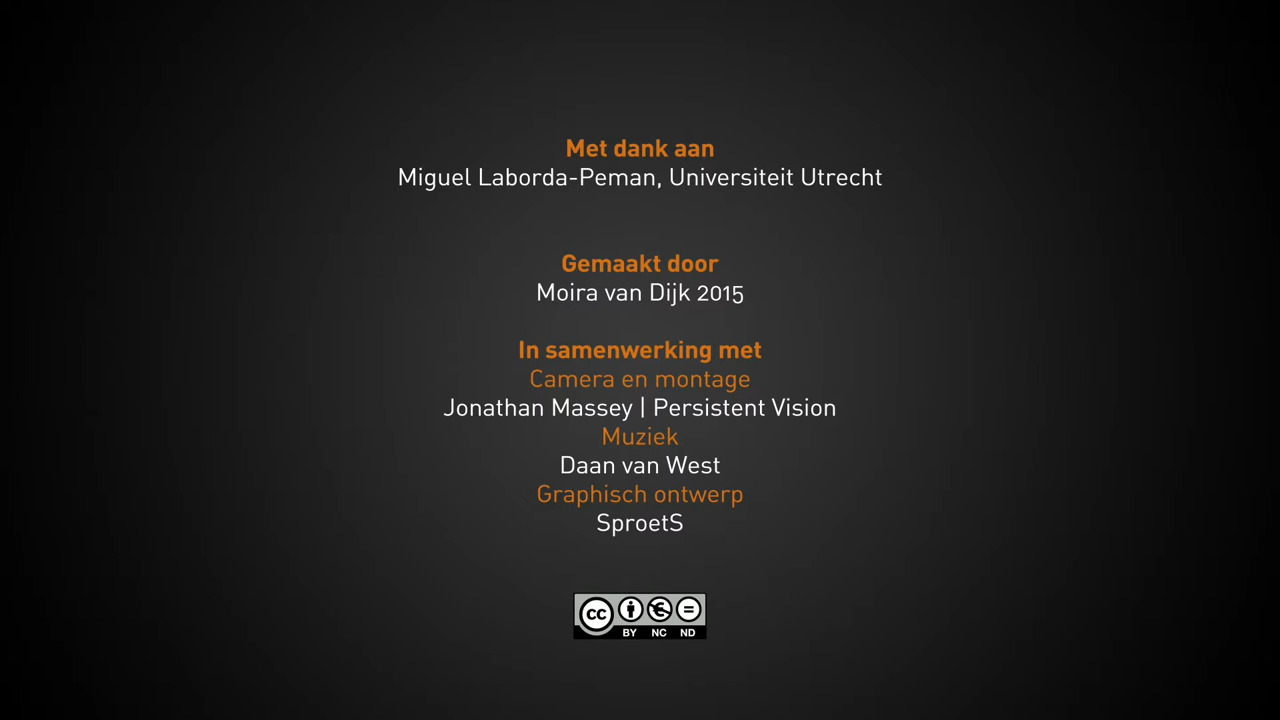 Met dank aan
Miguel Laborda-Peman, Universiteit Utrecht
Gemaakt door
Moira van Dijk 2015
In samenwerking met
Camera en montage
Jonathan Massey | Persistent Vision
Muziek
Daan van West
Graphisch ontwerp
SproetS
cc BY NC ND